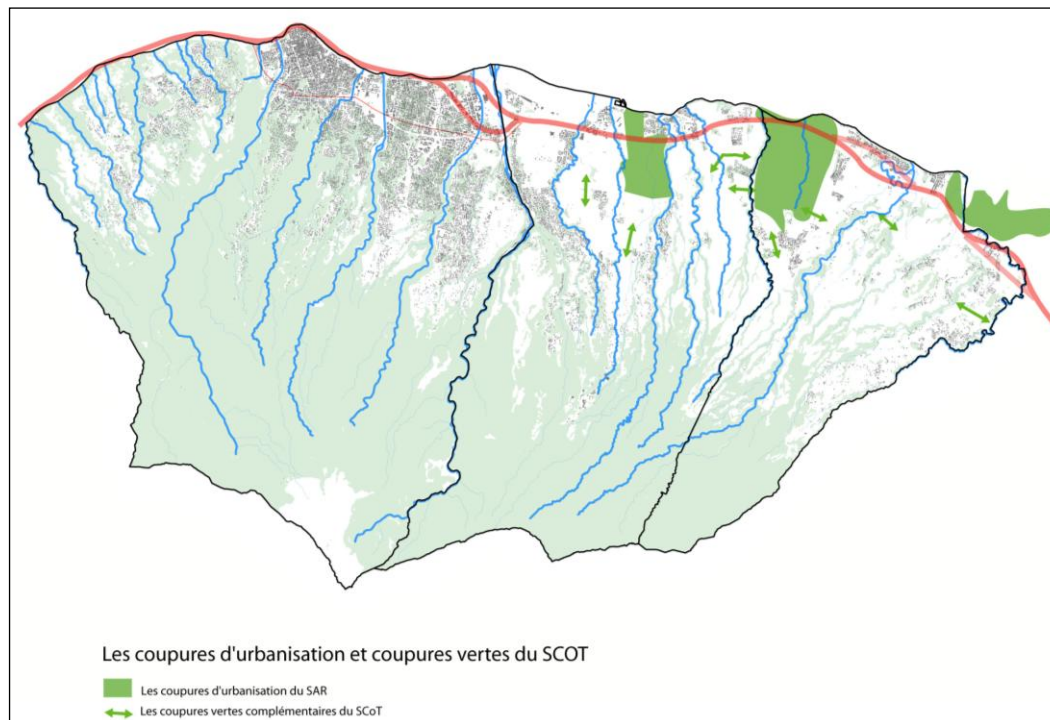 Les coupures d'urbanisation et coupures vertes du SCOT
Les coupures d'urbanisation du SAR
Les coupures vertes complémentaires du SCoT